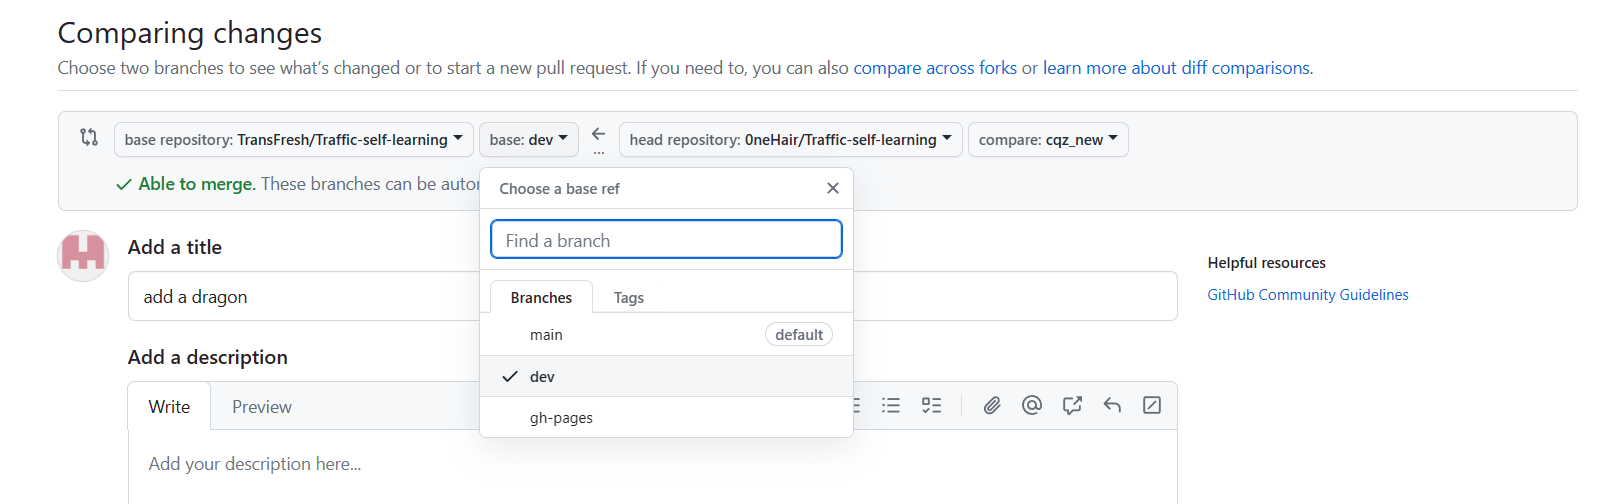 Comparing changes
Choose two branches to see what's changed or to start a new pull request. If you need to, you can also compare across forks or learn more about diff comparisons.
base repository: TransFresh/Traffic-self-learning base: dev ... head repository: 0neHair/Traffic-self-learning compare: cqz_new
Able to merge. These branches can be
Choose a base ref
Find a branch
Branches Tags
main default
dev
gh-pages
Add a title
add a dragon
Add a description
Write Preview
Add your description here...
Helpful resources
GitHub Community Guidelines